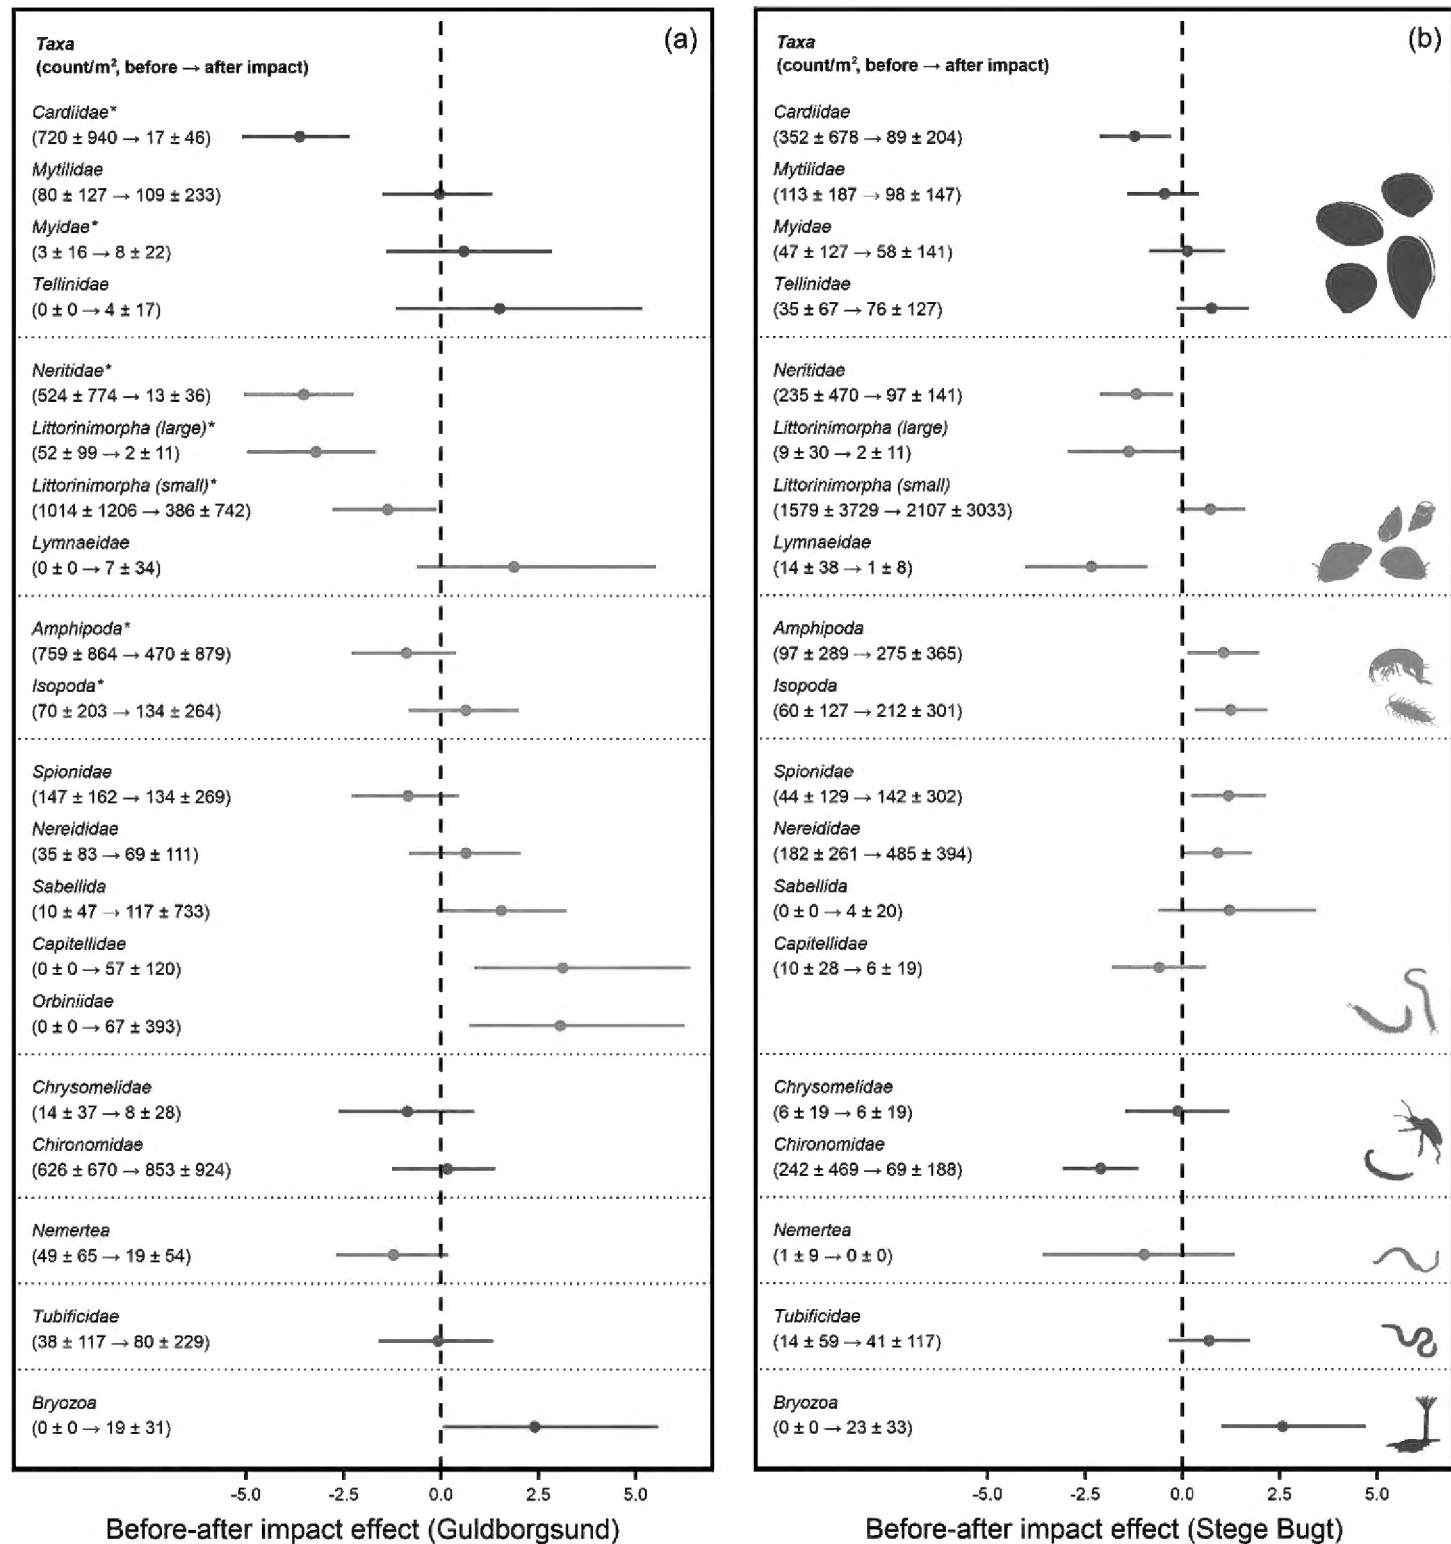 (a)
Taxa
(count/m², before → after impact)
Cardiidae*
(720 ± 940 → 17 ± 46)
Mytilidae
(80 ± 127 → 109 ± 233)
Myidae*
(3 ± 16 → 8 ± 22)
Tellinidae
(0 ± 0 → 4 ± 17)
Neritidae*
(524 ± 774 → 13 ± 36)
Littorinimorpha (large)*
(52 ± 99 → 2 ± 11)
Littorinimorpha (small)*
(1014 ± 1206 → 386 ± 742)
Lymnaeidae
(0 ± 0 → 7 ± 34)
Amphipoda*
(759 ± 864 → 470 ± 879)
Isopoda*
(70 ± 203 → 134 ± 264)
Spionidae
(147 ± 162 → 134 ± 269)
Nereididae
(35 ± 83 → 69 ± 111)
Sabellida
(10 ± 47 → 117 ± 733)
Capitellidae
(0 ± 0 → 57 ± 120)
Orbiniidae
(0 ± 0 → 67 ± 393)
Chrysomelidae
(14 ± 37 → 8 ± 28)
Chironomidae
(626 ± 670 → 853 ± 924)
Nemertea
(49 ± 65 → 19 ± 54)
Tubificidae
(38 ± 117 → 80 ± 229)
Bryozoa
(0 ± 0 → 19 ± 31)
-5.0 -2.5 0.0 2.5 5.0
Before-after impact effect (Guldborgsund)
(b)
Taxa
(count/m², before → after impact)
Cardiidae
(352 ± 678 → 89 ± 204)
Mytilidae
(113 ± 187 → 98 ± 147)
Myidae
(47 ± 127 → 58 ± 141)
Tellinidae
(35 ± 67 → 76 ± 127)
Neritidae
(235 ± 470 → 97 ± 141)
Littorinimorpha (large)
(9 ± 30 → 2 ± 11)
Littorinimorpha (small)
(1579 ± 3729 → 2107 ± 3033)
Lymnaeidae
(14 ± 38 → 1 ± 8)
Amphipoda
(97 ± 289 → 275 ± 365)
Isopoda
(60 ± 127 → 212 ± 301)
Spionidae
(44 ± 129 → 142 ± 302)
Nereididae
(182 ± 261 → 485 ± 394)
Sabellida
(0 ± 0 → 4 ± 20)
Capitellidae
(10 ± 28 → 6 ± 19)
Chrysomelidae
(6 ± 19 → 6 ± 19)
Chironomidae
(242 ± 469 → 69 ± 188)
Nemertea
(1 ± 9 → 0 ± 0)
Tubificidae
(14 ± 59 → 41 ± 117)
Bryozoa
(0 ± 0 → 23 ± 33)
-5.0 -2.5 0.0 2.5 5.0
Before-after impact effect (Stege Bugt)